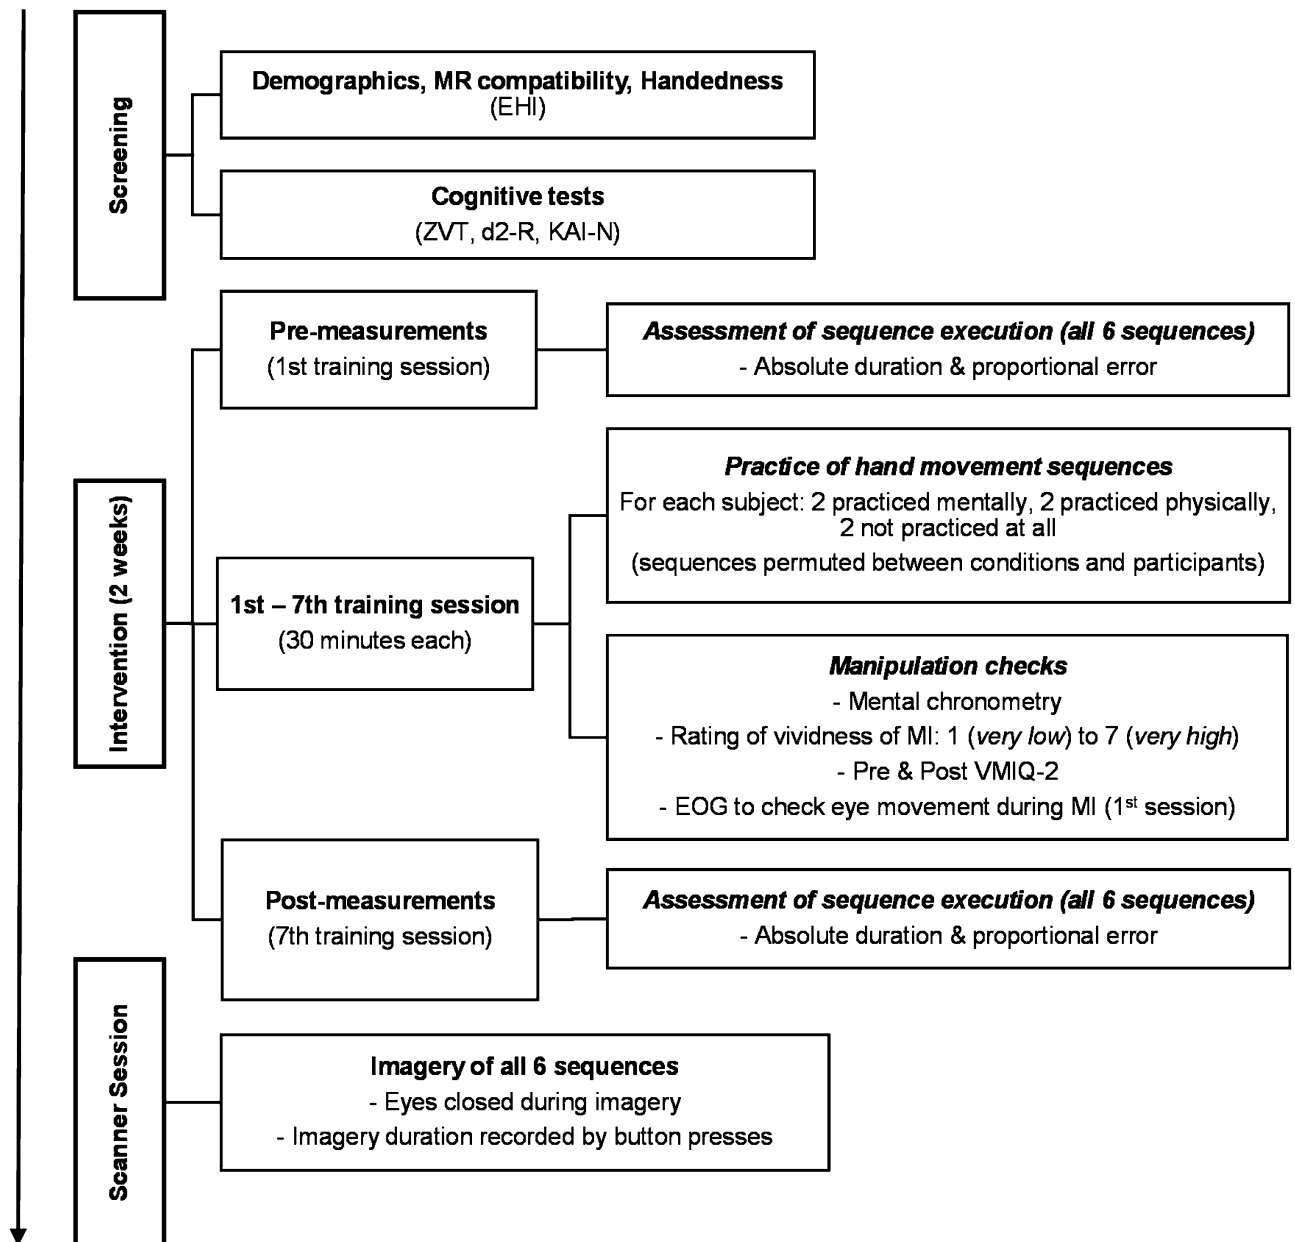 Screening
Demographics, MR compatibility, Handedness
(EHI)
Cognitive tests
(ZVT, d2-R, KAI-N)
Intervention (2 weeks)
Pre-measurements
(1st training session)
Assessment of sequence execution (all 6 sequences)
- Absolute duration & proportional error
1st – 7th training session
(30 minutes each)
Practice of hand movement sequences
For each subject: 2 practiced mentally, 2 practiced physically,
2 not practiced at all
(sequences permuted between conditions and participants)
Manipulation checks
- Mental chronometry
- Rating of vividness of MI: 1 (very low) to 7 (very high)
- Pre & Post VMIQ-2
- EOG to check eye movement during MI (1st session)
Post-measurements
(7th training session)
Assessment of sequence execution (all 6 sequences)
- Absolute duration & proportional error
Scanner Session
Imagery of all 6 sequences
- Eyes closed during imagery
- Imagery duration recorded by button presses